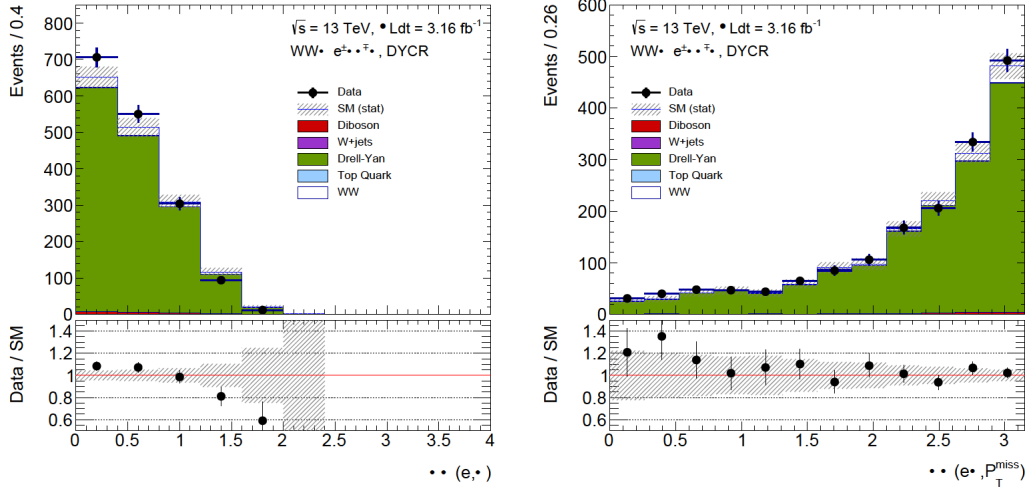 Events / 0.4
800
700
600
500
400
300
200
100
0
√s = 13 TeV, • Ldt = 3.16 fb⁻¹
WW• e±• • ∓•, DYCR
Data
SM (stat)
Diboson
W+jets
Drell-Yan
Top Quark
WW
Data / SM
1.4
1.2
1
0.8
0.6
0 0.5 1 1.5 2 2.5 3 3.5 4
• • (e,•)
Events / 0.26
600
500
400
300
200
100
0
√s = 13 TeV, • Ldt = 3.16 fb⁻¹
WW• e±• • ∓•, DYCR
Data
SM (stat)
Diboson
W+jets
Drell-Yan
Top Quark
WW
Data / SM
1.4
1.2
1
0.8
0.6
0 0.5 1 1.5 2 2.5 3
• • (e•,P_T^miss)